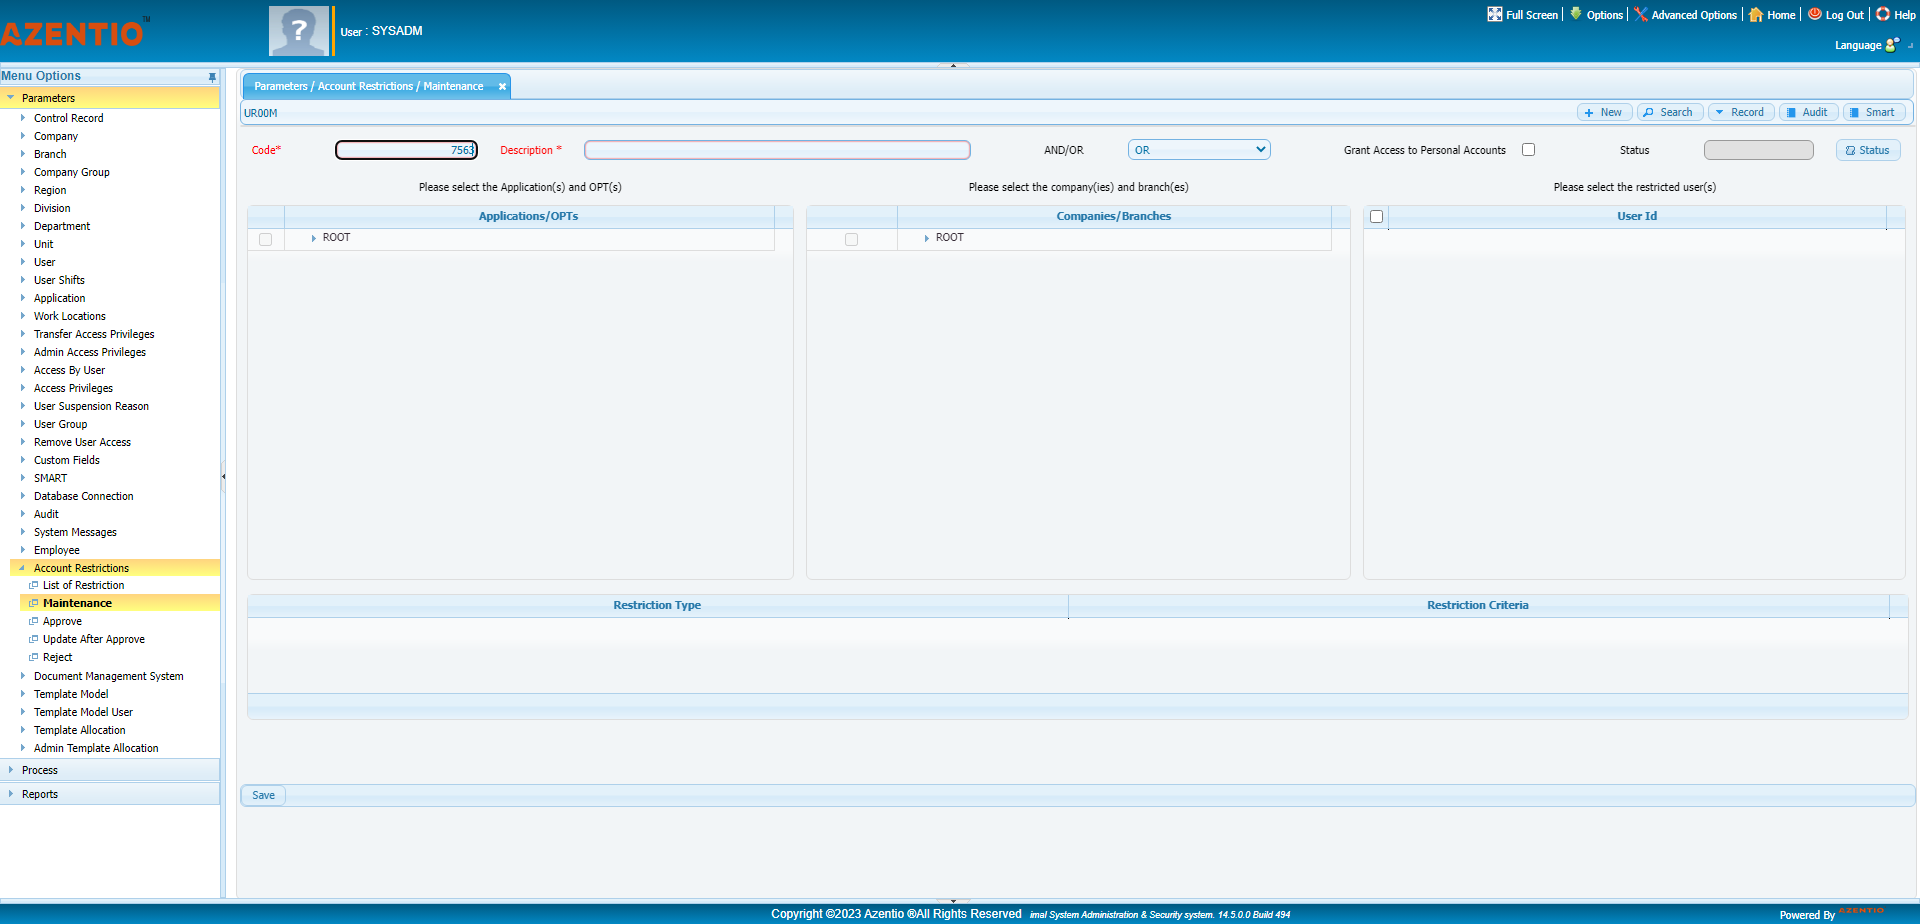 AZENTIO™
User : SYSADM
Full Screen
Options
Advanced Options
Home
Log Out
Help
Language
Menu Options
Parameters
Control Record
Company
Branch
Company Group
Region
Division
Department
Unit
User
User Shifts
Application
Work Locations
Transfer Access Privileges
Admin Access Privileges
Access By User
Access Privileges
User Suspension Reason
User Group
Remove User Access
Custom Fields
SMART
Database Connection
Audit
System Messages
Employee
Account Restrictions
List of Restriction
Maintenance
Approve
Update After Approve
Reject
Document Management System
Template Model
Template Model User
Template Allocation
Admin Template Allocation
Process
Reports
Parameters / Account Restrictions / Maintenance
UR00M
New
Search
Record
Audit
Smart
Code* 7563
Description *
AND/OR OR
Grant Access to Personal Accounts
Status
Status
Please select the Application(s) and OPT(s)
Please select the company(ies) and branch(es)
Please select the restricted user(s)
Applications/OPTs
ROOT
Companies/Branches
ROOT
User Id
Restriction Type
Restriction Criteria
Save
Copyright ©2023 Azentio ®All Rights Reserved imal System Administration & Security system. 14.5.0.0 Build 494
Powered By AZENTIO